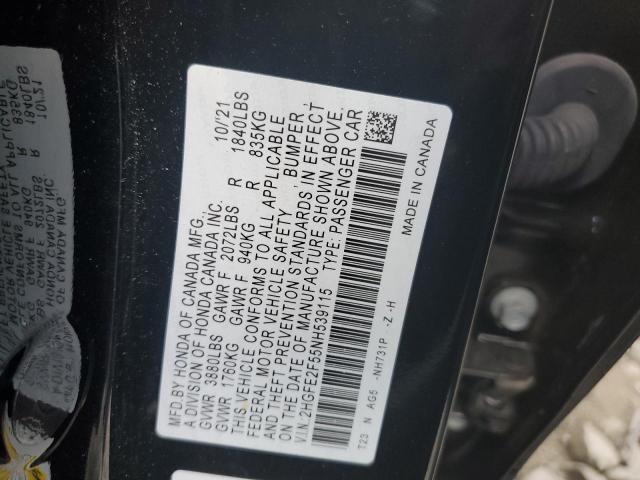 MFD.BY HONDA OF CANADA MFG. 10/21
A DIVISION OF HONDA CANADA INC.
GVWR 3880LBS GAWR F 2072LBS R 1840LBS
GVWR 1760KG GAWR F 940KG R 835KG
THIS VEHICLE CONFORMS TO ALL APPLICABLE
FEDERAL MOTOR VEHICLE SAFETY, BUMPER,
AND THEFT PREVENTION STANDARDS IN EFFECT
ON THE DATE OF MANUFACTURE SHOWN ABOVE.
V.I.N.:2HGFE2F55NH539115 TYPE: PASSENGER CAR
T23 N AG5 - NH731P -Z -H MADE IN CANADA